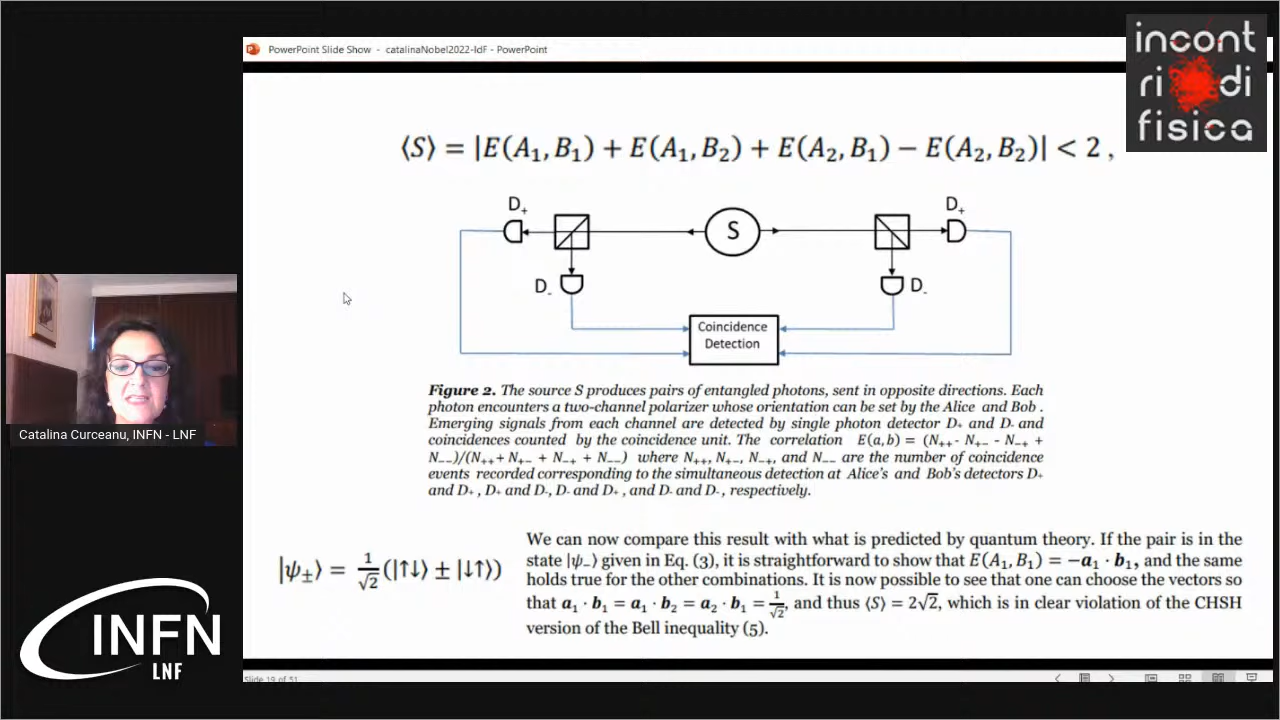 PowerPoint Slide Show - catalinaNobel2022-IdF - PowerPoint
incont
ri di
fisica
⟨S⟩ = |E(A₁, B₁) + E(A₁, B₂) + E(A₂, B₁) − E(A₂, B₂)| < 2 ,
D₊
D₊
S
D₋
D₋
Coincidence
Detection
Figure 2. The source S produces pairs of entangled photons, sent in opposite directions. Each
photon encounters a two-channel polarizer whose orientation can be set by the Alice and Bob .
Emerging signals from each channel are detected by single photon detector D₊ and D- and
coincidences counted by the coincidence unit. The correlation E(a, b) = (N₊₊ - N₊₋ - N₋₊ +
N₋₋)/(N₊₊ + N₊₋ + N₋₊ + N₋₋) where N₊₊, N₊₋, N₋₊, and N₋₋ are the number of coincidence
events recorded corresponding to the simultaneous detection at Alice's and Bob's detectors D₊
and D₊ , D₊ and D-, D- and D₊ , and D- and D- , respectively.
Catalina Curceanu, INFN - LNF
|ψ±⟩ = 1/√2 (|↑↓⟩ ± |↓↑⟩)
We can now compare this result with what is predicted by quantum theory. If the pair is in the
state |ψ₋⟩ given in Eq. (3), it is straightforward to show that E(A₁, B₁) = −a₁ · b₁, and the same
holds true for the other combinations. It is now possible to see that one can choose the vectors so
that a₁ · b₁ = a₁ · b₂ = a₂ · b₁ = 1/√2, and thus ⟨S⟩ = 2√2, which is in clear violation of the CHSH
version of the Bell inequality (5).
INFN
LNF
Slide 19 of 51